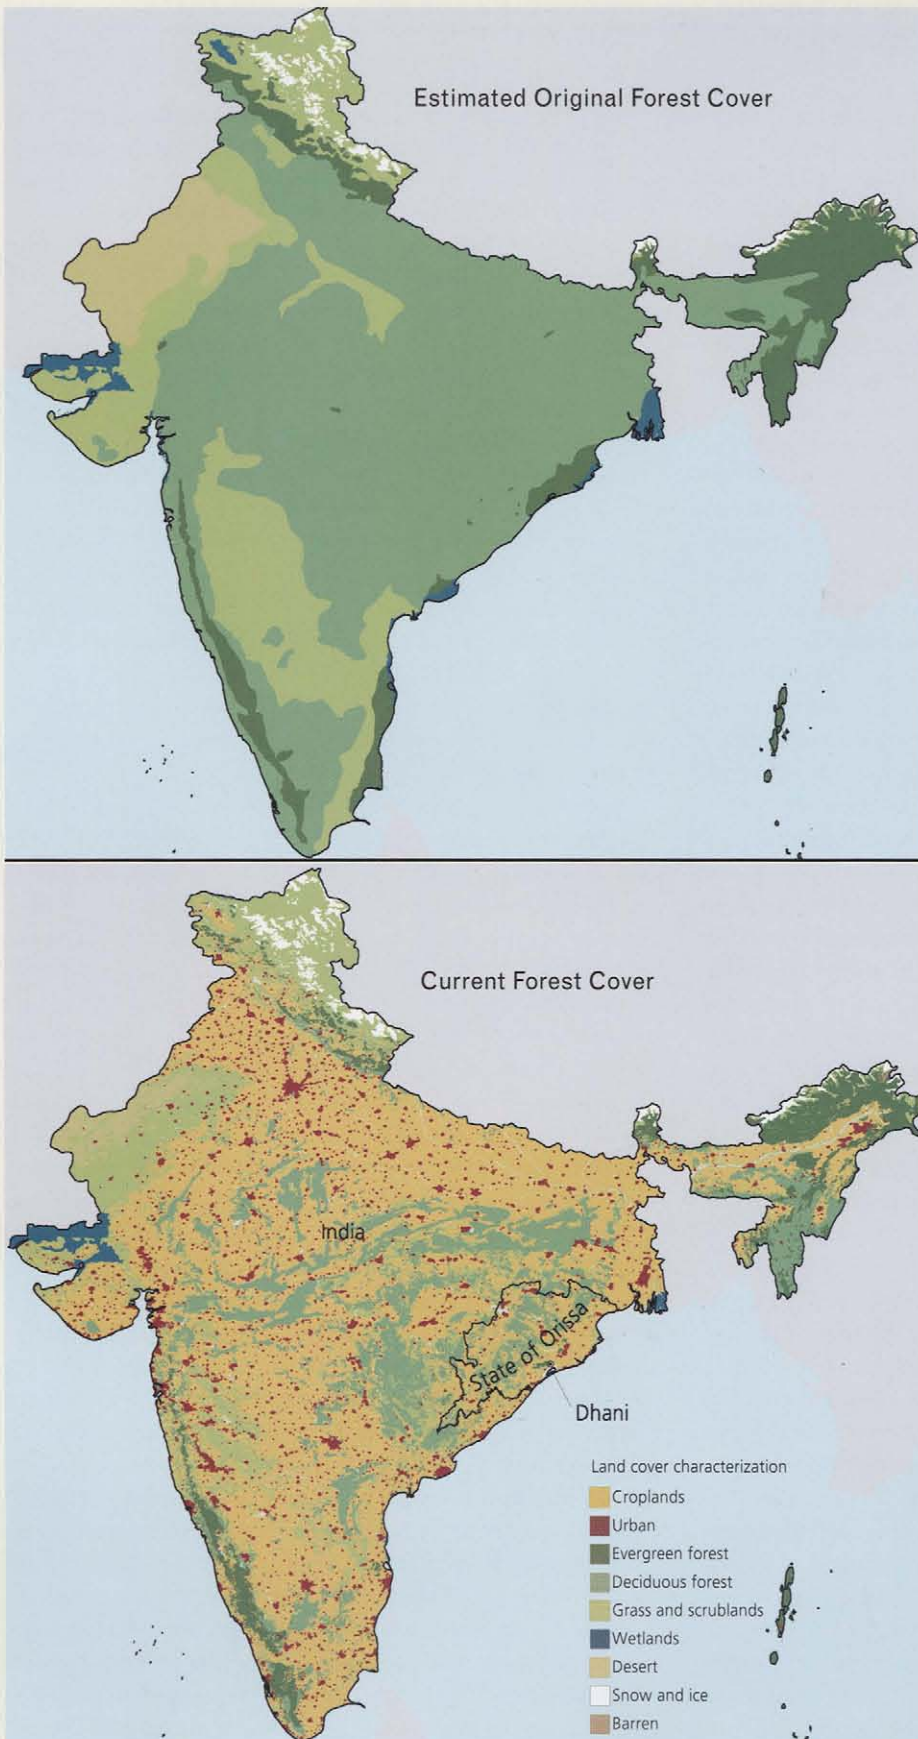 Estimated Original Forest Cover
Current Forest Cover
India
State of Orissa
Dhani
Land cover characterization
Croplands
Urban
Evergreen forest
Deciduous forest
Grass and scrublands
Wetlands
Desert
Snow and ice
Barren